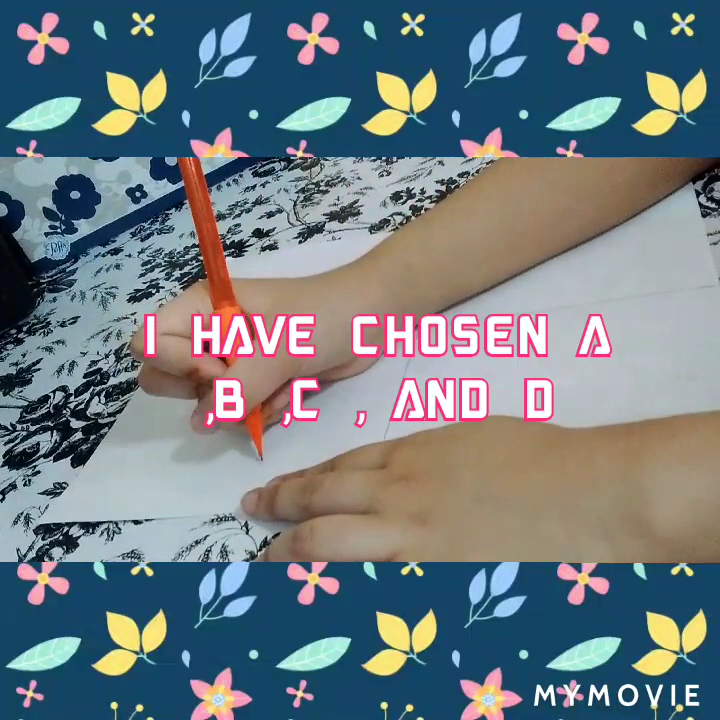 I HAVE CHOSEN A
,B ,C , AND D
MYMOVIE